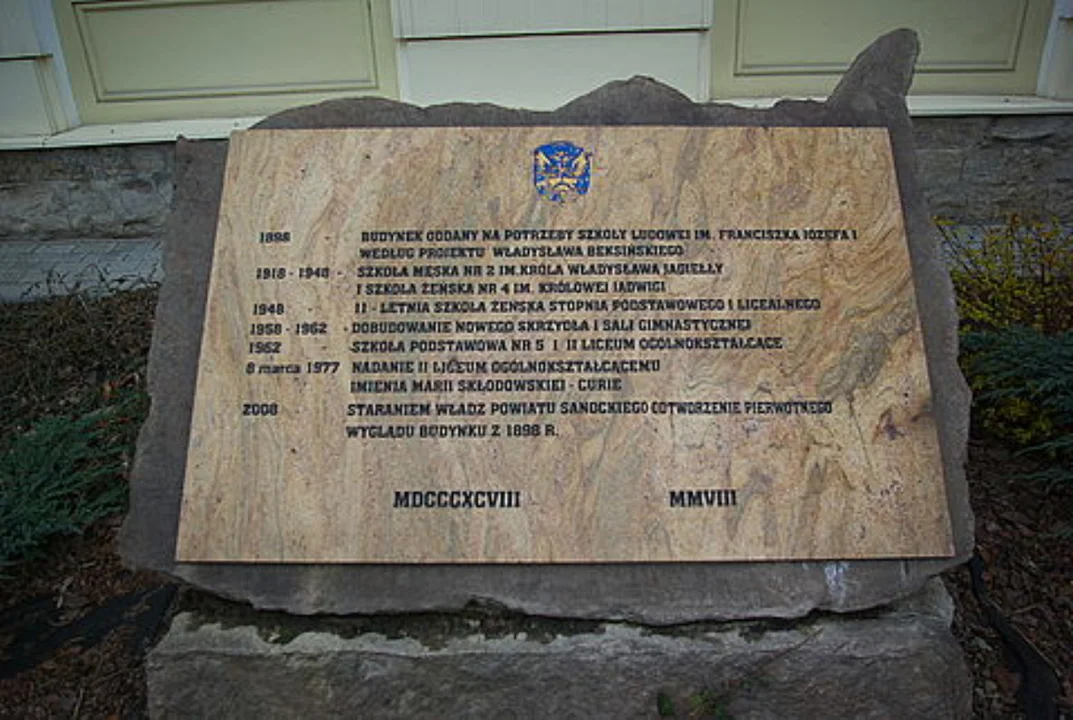 1898 - BUDYNEK ODDANY NA POTRZEBY SZKOŁY LUDOWEJ IM. FRANCISZKA JÓZEFA I
WEDŁUG PROJEKTU WŁADYSŁAWA BEKSIŃSKIEGO
1918 - 1948 - SZKOŁA MĘSKA NR 2 IM. KRÓLA WŁADYSŁAWA JAGIEŁŁY
I SZKOŁA ŻEŃSKA NR 4 IM. KRÓLOWEJ JADWIGI
1948 - 11 - LETNIA SZKOŁA ŻEŃSKA STOPNIA PODSTAWOWEGO I LICEALNEGO
1958 - 1962 - DOBUDOWANIE NOWEGO SKRZYDŁA I SALI GIMNASTYCZNEJ
1962 - SZKOŁA PODSTAWOWA NR 5 I II LICEUM OGÓLNOKSZTAŁCĄCE
8 marca 1977 NADANIE II LICEUM OGÓLNOKSZTAŁCĄCEMU
IMIENIA MARII SKŁODOWSKIEJ - CURIE
2008 - STARANIEM WŁADZ POWIATU SANOCKIEGO ODTWORZENIE PIERWOTNEGO
WYGLĄDU BUDYNKU Z 1898 R.
MDCCCXCVIII MMVIII